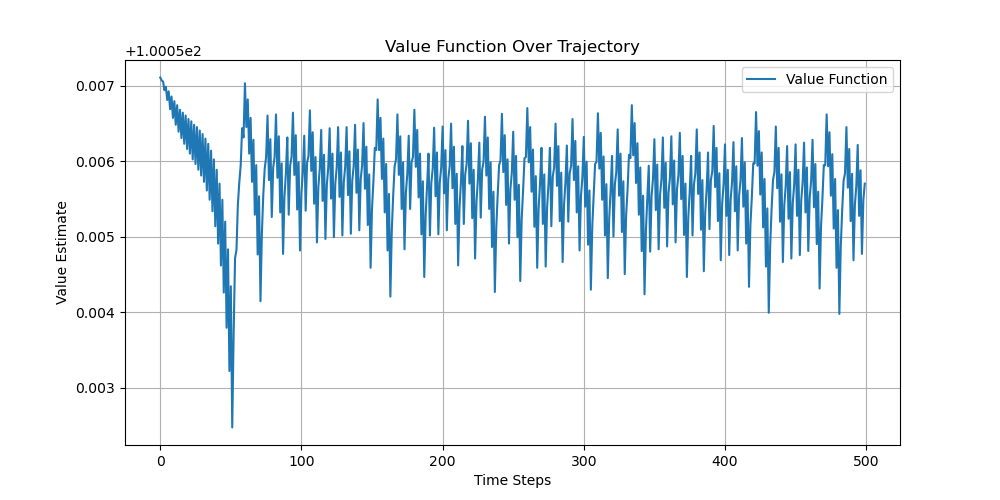 Value Function Over Trajectory
+1.0005e2
Value Function
0.007
0.006
0.005
0.004
0.003
Value Estimate
0 100 200 300 400 500
Time Steps